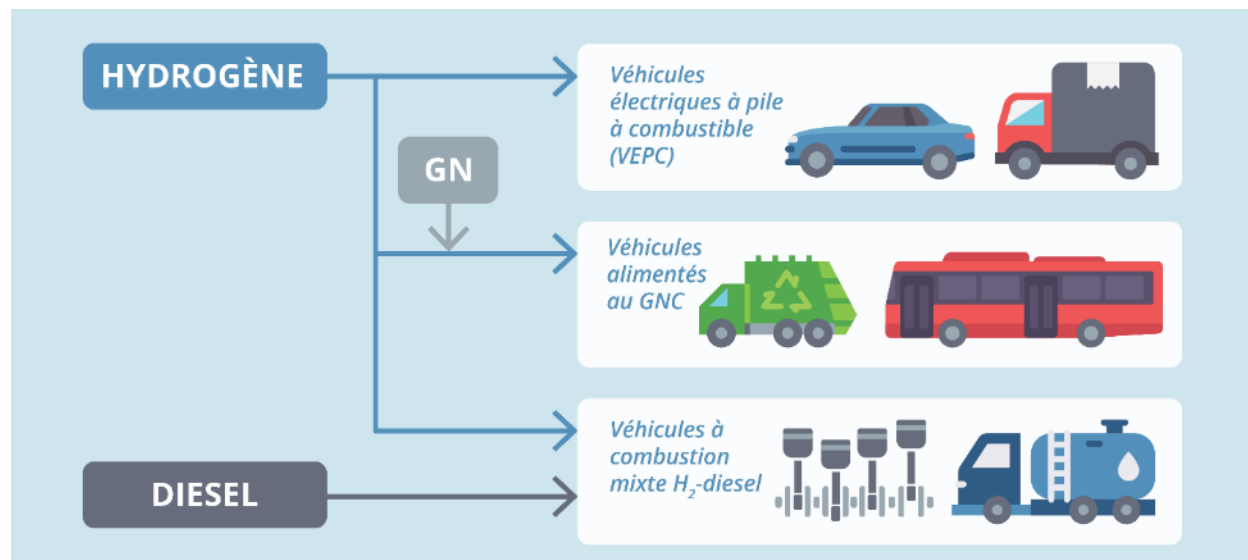 HYDROGÈNE
Véhicules
électriques à pile
à combustible
(VEPC)
GN
Véhicules
alimentés
au GNC
Véhicules à
combustion
mixte H₂-diesel
DIESEL